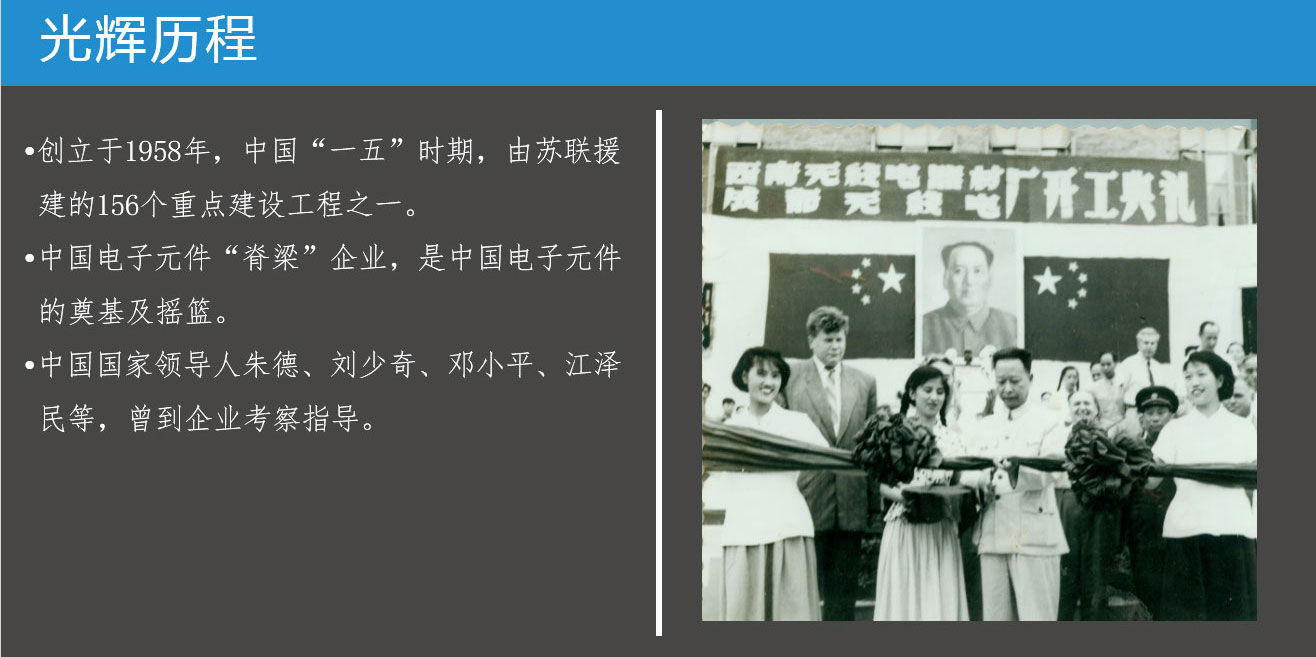 光辉历程
•创立于1958年，中国“一五”时期，由苏联援
建的156个重点建设工程之一。
•中国电子元件“脊梁”企业，是中国电子元件
的奠基及摇篮。
•中国国家领导人朱德、刘少奇、邓小平、江泽
民等，曾到企业考察指导。
西南无线电器材厂开工典礼
成都无线电